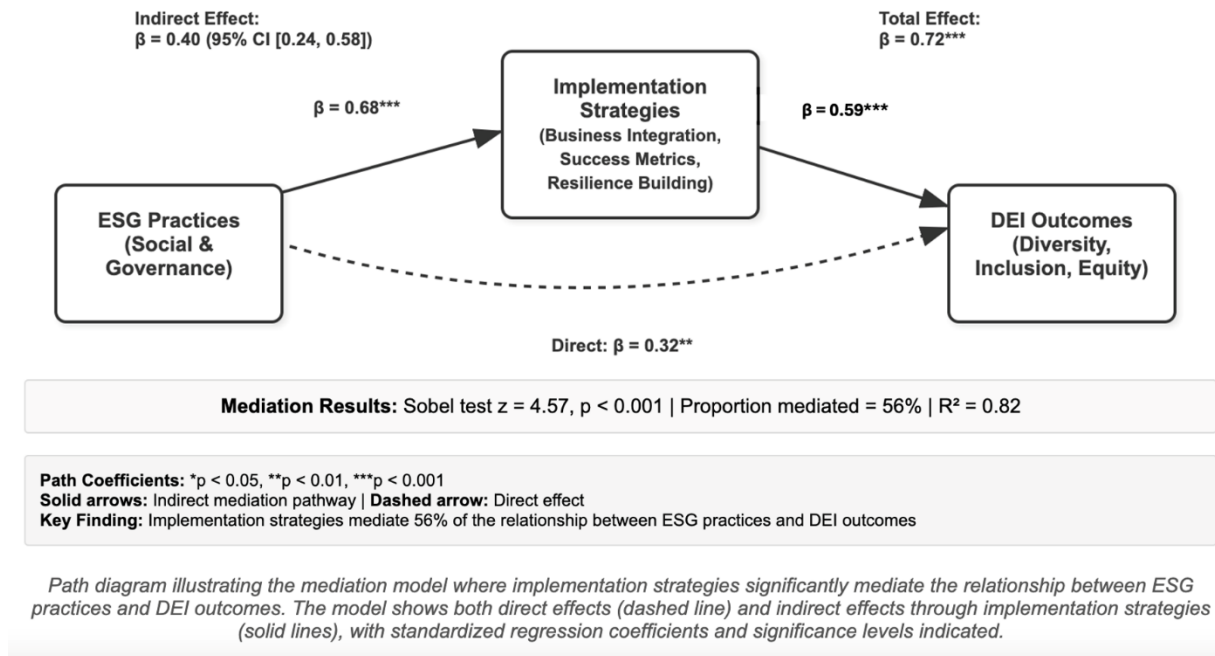 Indirect Effect:
β = 0.40 (95% CI [0.24, 0.58])
Total Effect:
β = 0.72***
β = 0.68***
Implementation
Strategies
(Business Integration,
Success Metrics,
Resilience Building)
β = 0.59***
ESG Practices
(Social &
Governance)
DEI Outcomes
(Diversity,
Inclusion, Equity)
Direct: β = 0.32**
Mediation Results: Sobel test z = 4.57, p < 0.001 | Proportion mediated = 56% | R² = 0.82
Path Coefficients: *p < 0.05, **p < 0.01, ***p < 0.001
Solid arrows: Indirect mediation pathway | Dashed arrow: Direct effect
Key Finding: Implementation strategies mediate 56% of the relationship between ESG practices and DEI outcomes
Path diagram illustrating the mediation model where implementation strategies significantly mediate the relationship between ESG
practices and DEI outcomes. The model shows both direct effects (dashed line) and indirect effects through implementation strategies
(solid lines), with standardized regression coefficients and significance levels indicated.